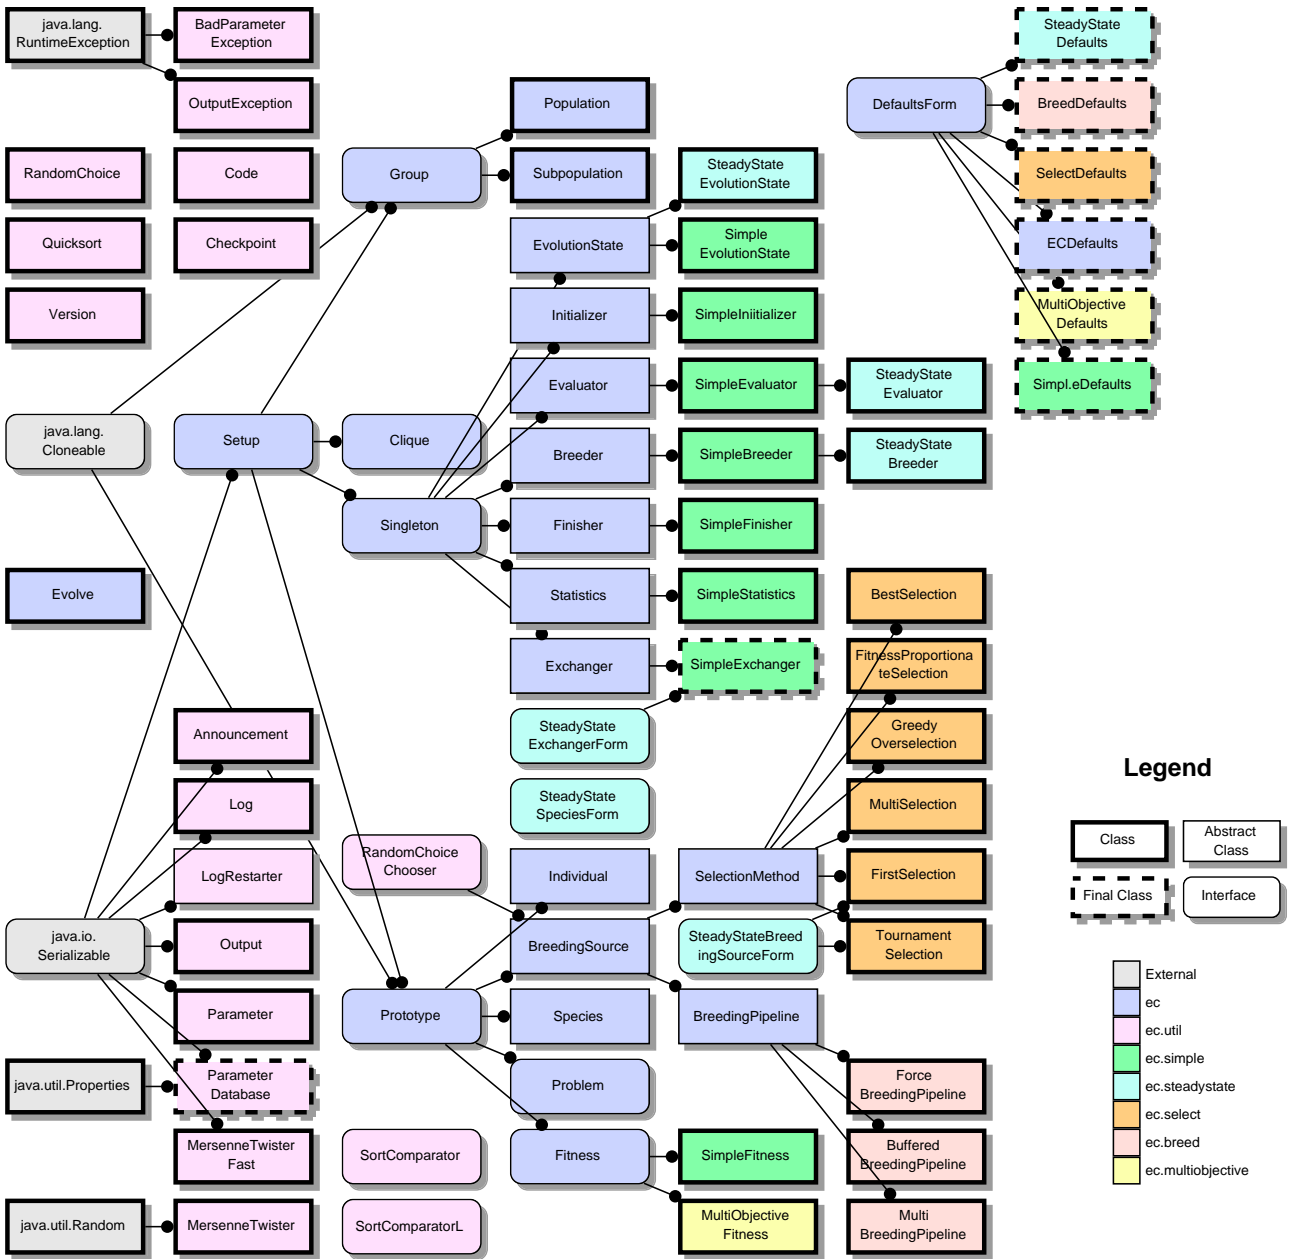 java.lang.
RuntimeException
BadParameter
Exception
OutputException
RandomChoice
Code
Quicksort
Checkpoint
Version
java.lang.
Cloneable
Setup
Group
Clique
Singleton
Evolve
Population
Subpopulation
EvolutionState
Initializer
Evaluator
Breeder
Finisher
Statistics
Exchanger
SteadyState
ExchangerForm
SteadyState
SpeciesForm
SteadyState
EvolutionState
Simple
EvolutionState
SimpleIniitializer
SimpleEvaluator
SimpleBreeder
SimpleFinisher
SimpleStatistics
SimpleExchanger
SteadyState
Evaluator
SteadyState
Breeder
DefaultsForm
SteadyState
Defaults
BreedDefaults
SelectDefaults
ECDefaults
MultiObjective
Defaults
Simpl.eDefaults
BestSelection
FitnessProportiona
teSelection
Greedy
Overselection
MultiSelection
FirstSelection
Tournament
Selection
Announcement
Log
LogRestarter
Output
Parameter
Parameter
Database
MersenneTwister
Fast
MersenneTwister
java.io.
Serializable
java.util.Properties
java.util.Random
RandomChoice
Chooser
Prototype
SortComparator
SortComparatorL
Individual
BreedingSource
Species
Problem
Fitness
SelectionMethod
SteadyStateBreed
ingSourceForm
BreedingPipeline
SimpleFitness
MultiObjective
Fitness
Force
BreedingPipeline
Buffered
BreedingPipeline
Multi
BreedingPipeline
Legend
Class
Abstract
Class
Final Class
Interface
External
ec
ec.util
ec.simple
ec.steadystate
ec.select
ec.breed
ec.multiobjective